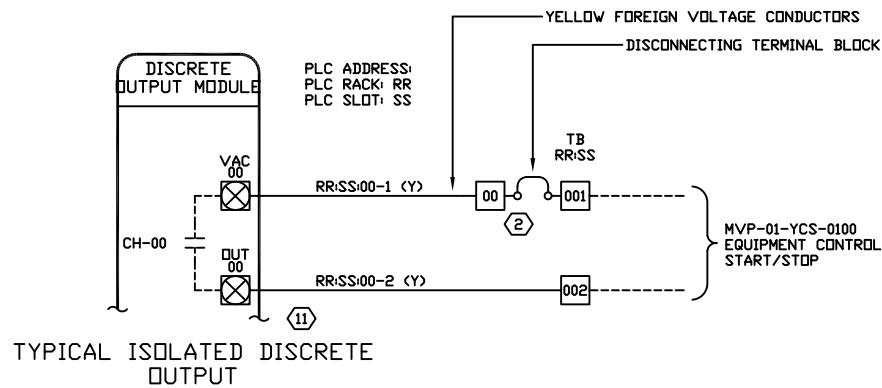 YELLOW FOREIGN VOLTAGE CONDUCTORS
DISCONNECTING TERMINAL BLOCK
DISCRETE
OUTPUT MODULE
PLC ADDRESS:
PLC RACK: RR
PLC SLOT: SS
TB
RR:SS
VAC
00
RR:SS:00-1 (Y)
00
001
2
CH-00
MVP-01-YCS-0100
EQUIPMENT CONTROL
START/STOP
OUT
00
RR:SS:00-2 (Y)
002
11
TYPICAL ISOLATED DISCRETE
OUTPUT